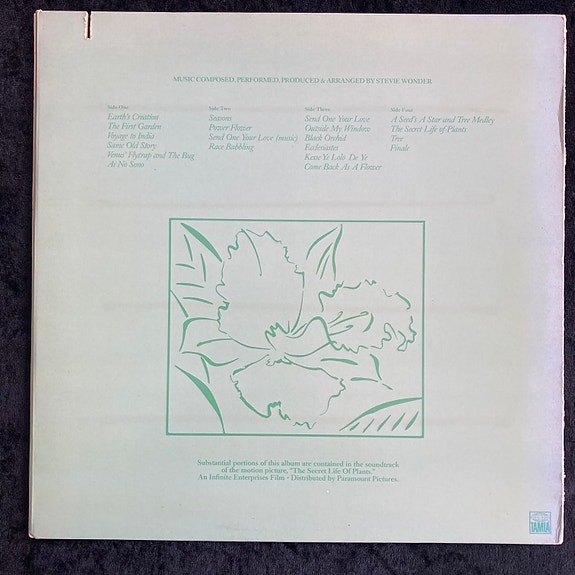 MUSIC COMPOSED, PERFORMED, PRODUCED & ARRANGED BY STEVIE WONDER
Side One
Earth's Creation
The First Garden
Voyage to India
Same Old Story
Venus' Flytrap and The Bug
Ai No Sono
Side Two
Seasons
Power Flower
Send One Your Love (music)
Race Babbling
Side Three
Send One Your Love
Outside My Window
Black Orchid
Ecclesiastes
Kesse Ye Lolo De Ye
Come Back As A Flower
Side Four
A Seed's A Star and Tree Medley
The Secret Life of Plants
Tree
Finale
Substantial portions of this album are contained in the soundtrack
of the motion picture, "The Secret Life Of Plants."
An Infinite Enterprises Film • Distributed by Paramount Pictures.
TAMLA